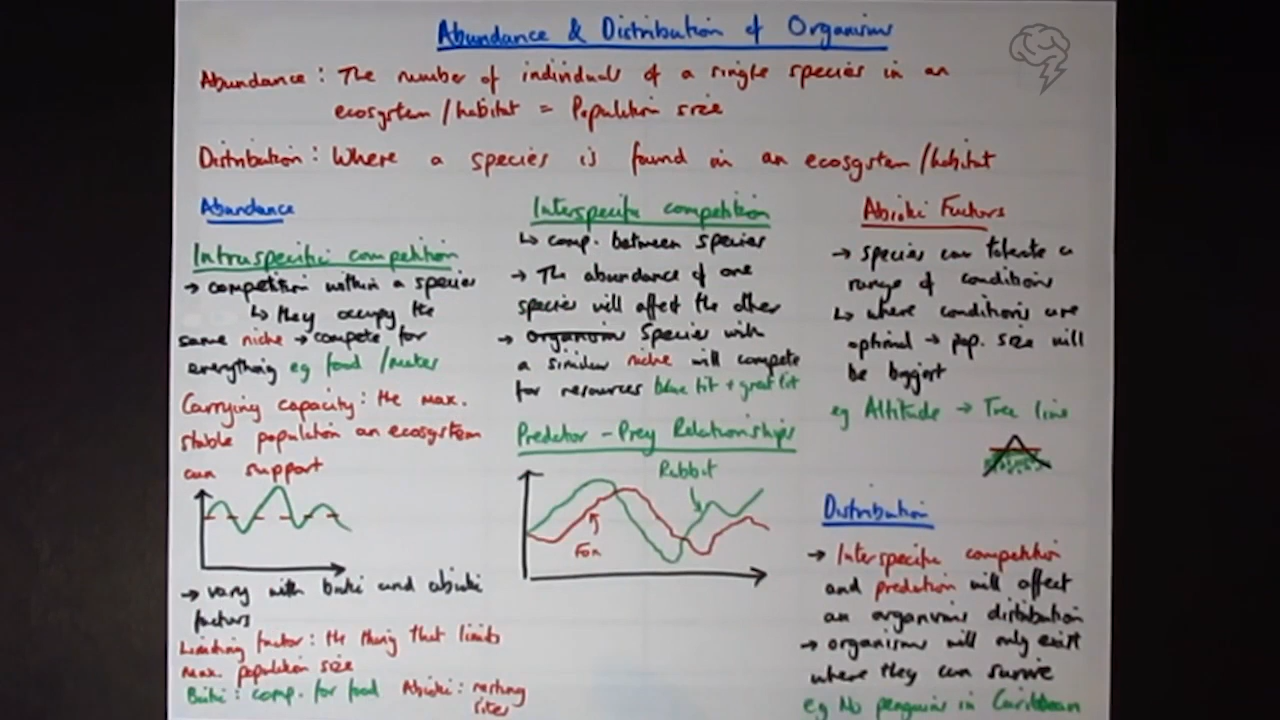 Abundance & Distribution of Organisms
Abundance : The number of individuals of a single species in an
ecosystem / habitat = Population size
Distribution : Where a species is found in an ecosystem / habitat
Abundance
Intraspecific competition
→ competition within a species
↳ they occupy the
same niche → compete for
everything eg food / mates
Carrying capacity : the max.
stable population an ecosystem
can support
→ vary with biotic and abiotic
factors
Limiting factor : the thing that limits
max. population size
Biotic : comp. for food Abiotic : nesting
sites
Interspecific competition
↳ comp. between species
→ The abundance of one
species will affect the other
→ organism Species with
a similar niche will compete
for resources blue tit + great tit
Predator - Prey Relationships
Rabbit
Fox
Abiotic Factors
→ species can tolerate a
range of conditions
↳ where conditions are
optimal → pop. size will
be biggest
eg Altitude → Tree line
Distribution
→ Interspecific competition
and predation will affect
an organisms distribution
→ organisms will only exist
where they can survive
eg No penguins in Caribbean